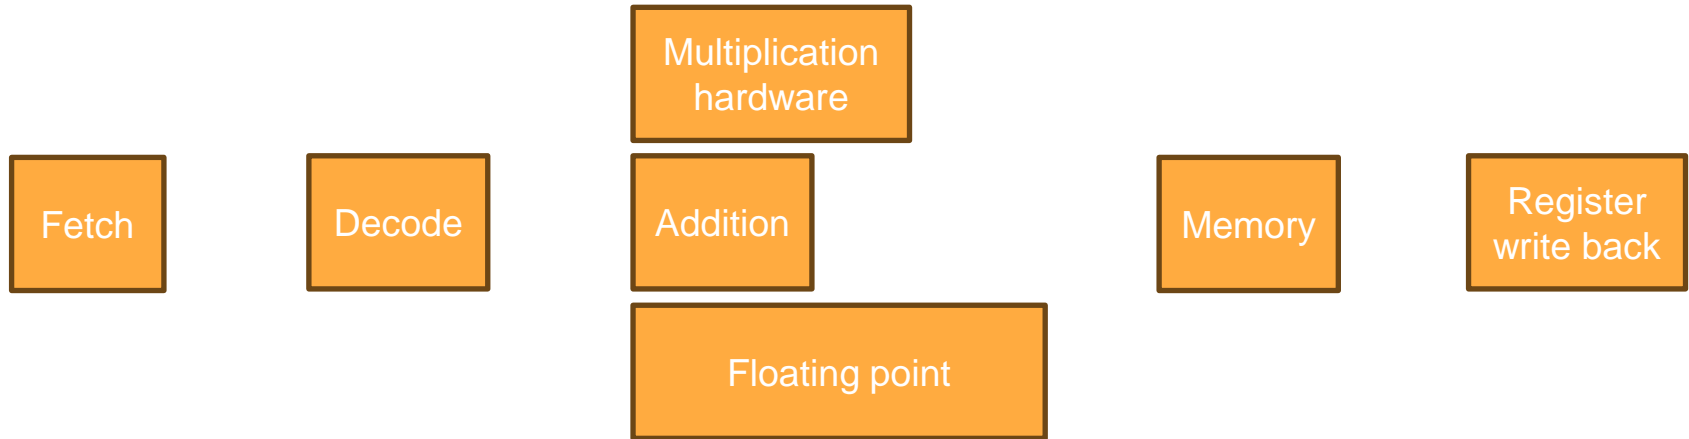 Multiplication
hardware
Fetch
Decode
Addition
Memory
Register
write back
Floating point